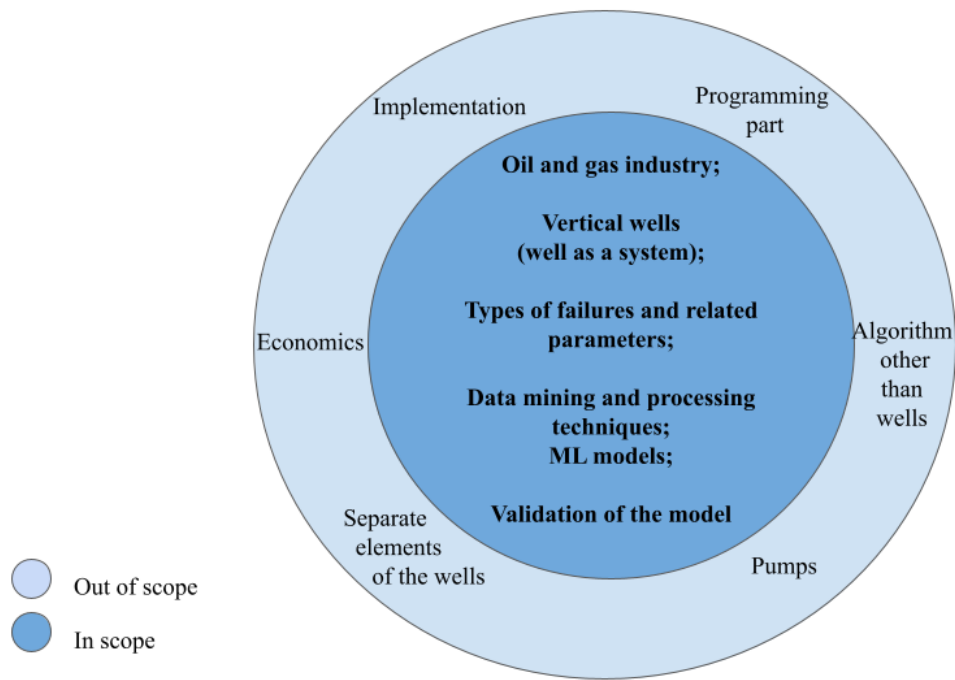 Implementation
Programming
part
Oil and gas industry;
Vertical wells
(well as a system);
Types of failures and related
parameters;
Economics
Algorithm
other
than
wells
Data mining and processing
techniques;
ML models;
Validation of the model
Separate
elements
of the wells
Pumps
Out of scope
In scope